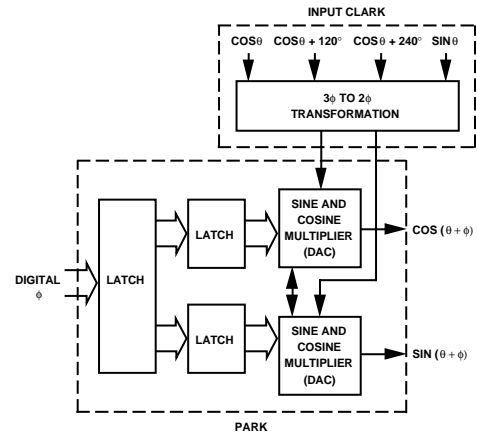 INPUT CLARK
COSθ COSθ + 120° COSθ + 240° SINθ
3ϕ TO 2ϕ
TRANSFORMATION
SINE AND
COSINE
MULTIPLIER
(DAC)
LATCH
COS (θ + ϕ)
DIGITAL
ϕ
LATCH
LATCH
SINE AND
COSINE
MULTIPLIER
(DAC)
SIN (θ + ϕ)
PARK